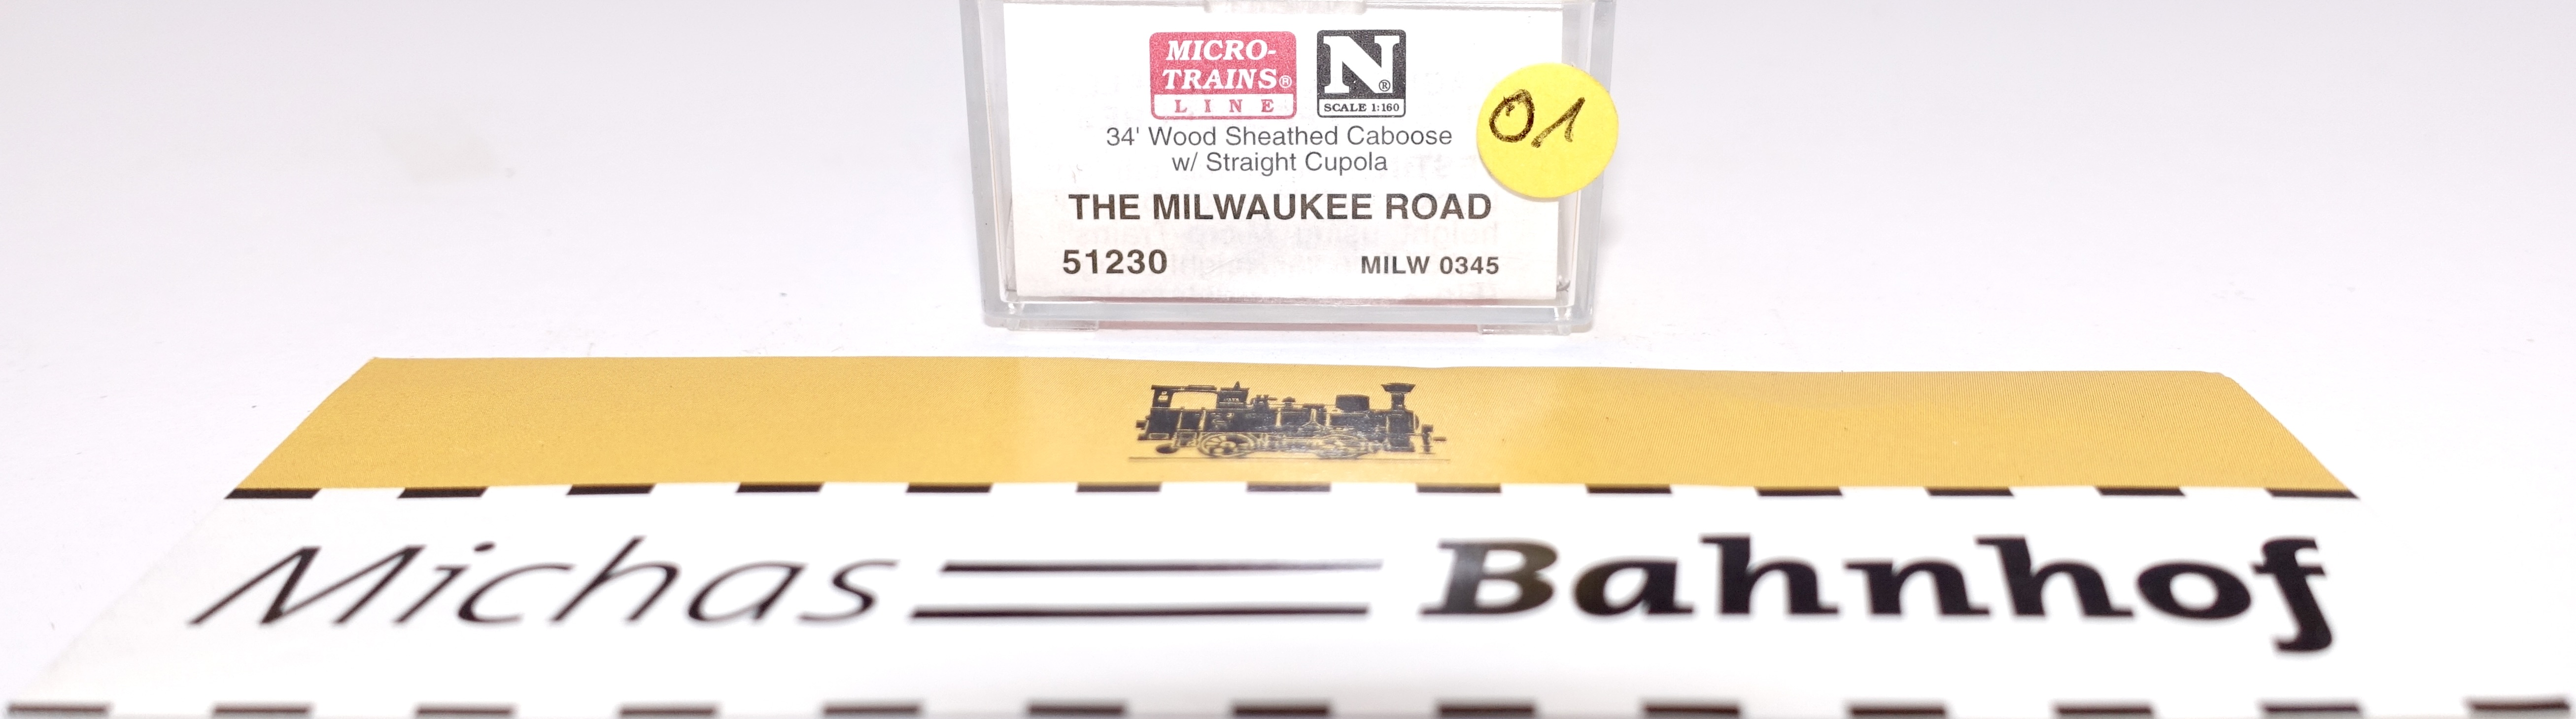 MICRO-
TRAINS®
LINE
N®
SCALE 1:160
34' Wood Sheathed Caboose
w/ Straight Cupola
01
THE MILWAUKEE ROAD
51230 MILW 0345
Michas Bahnhof